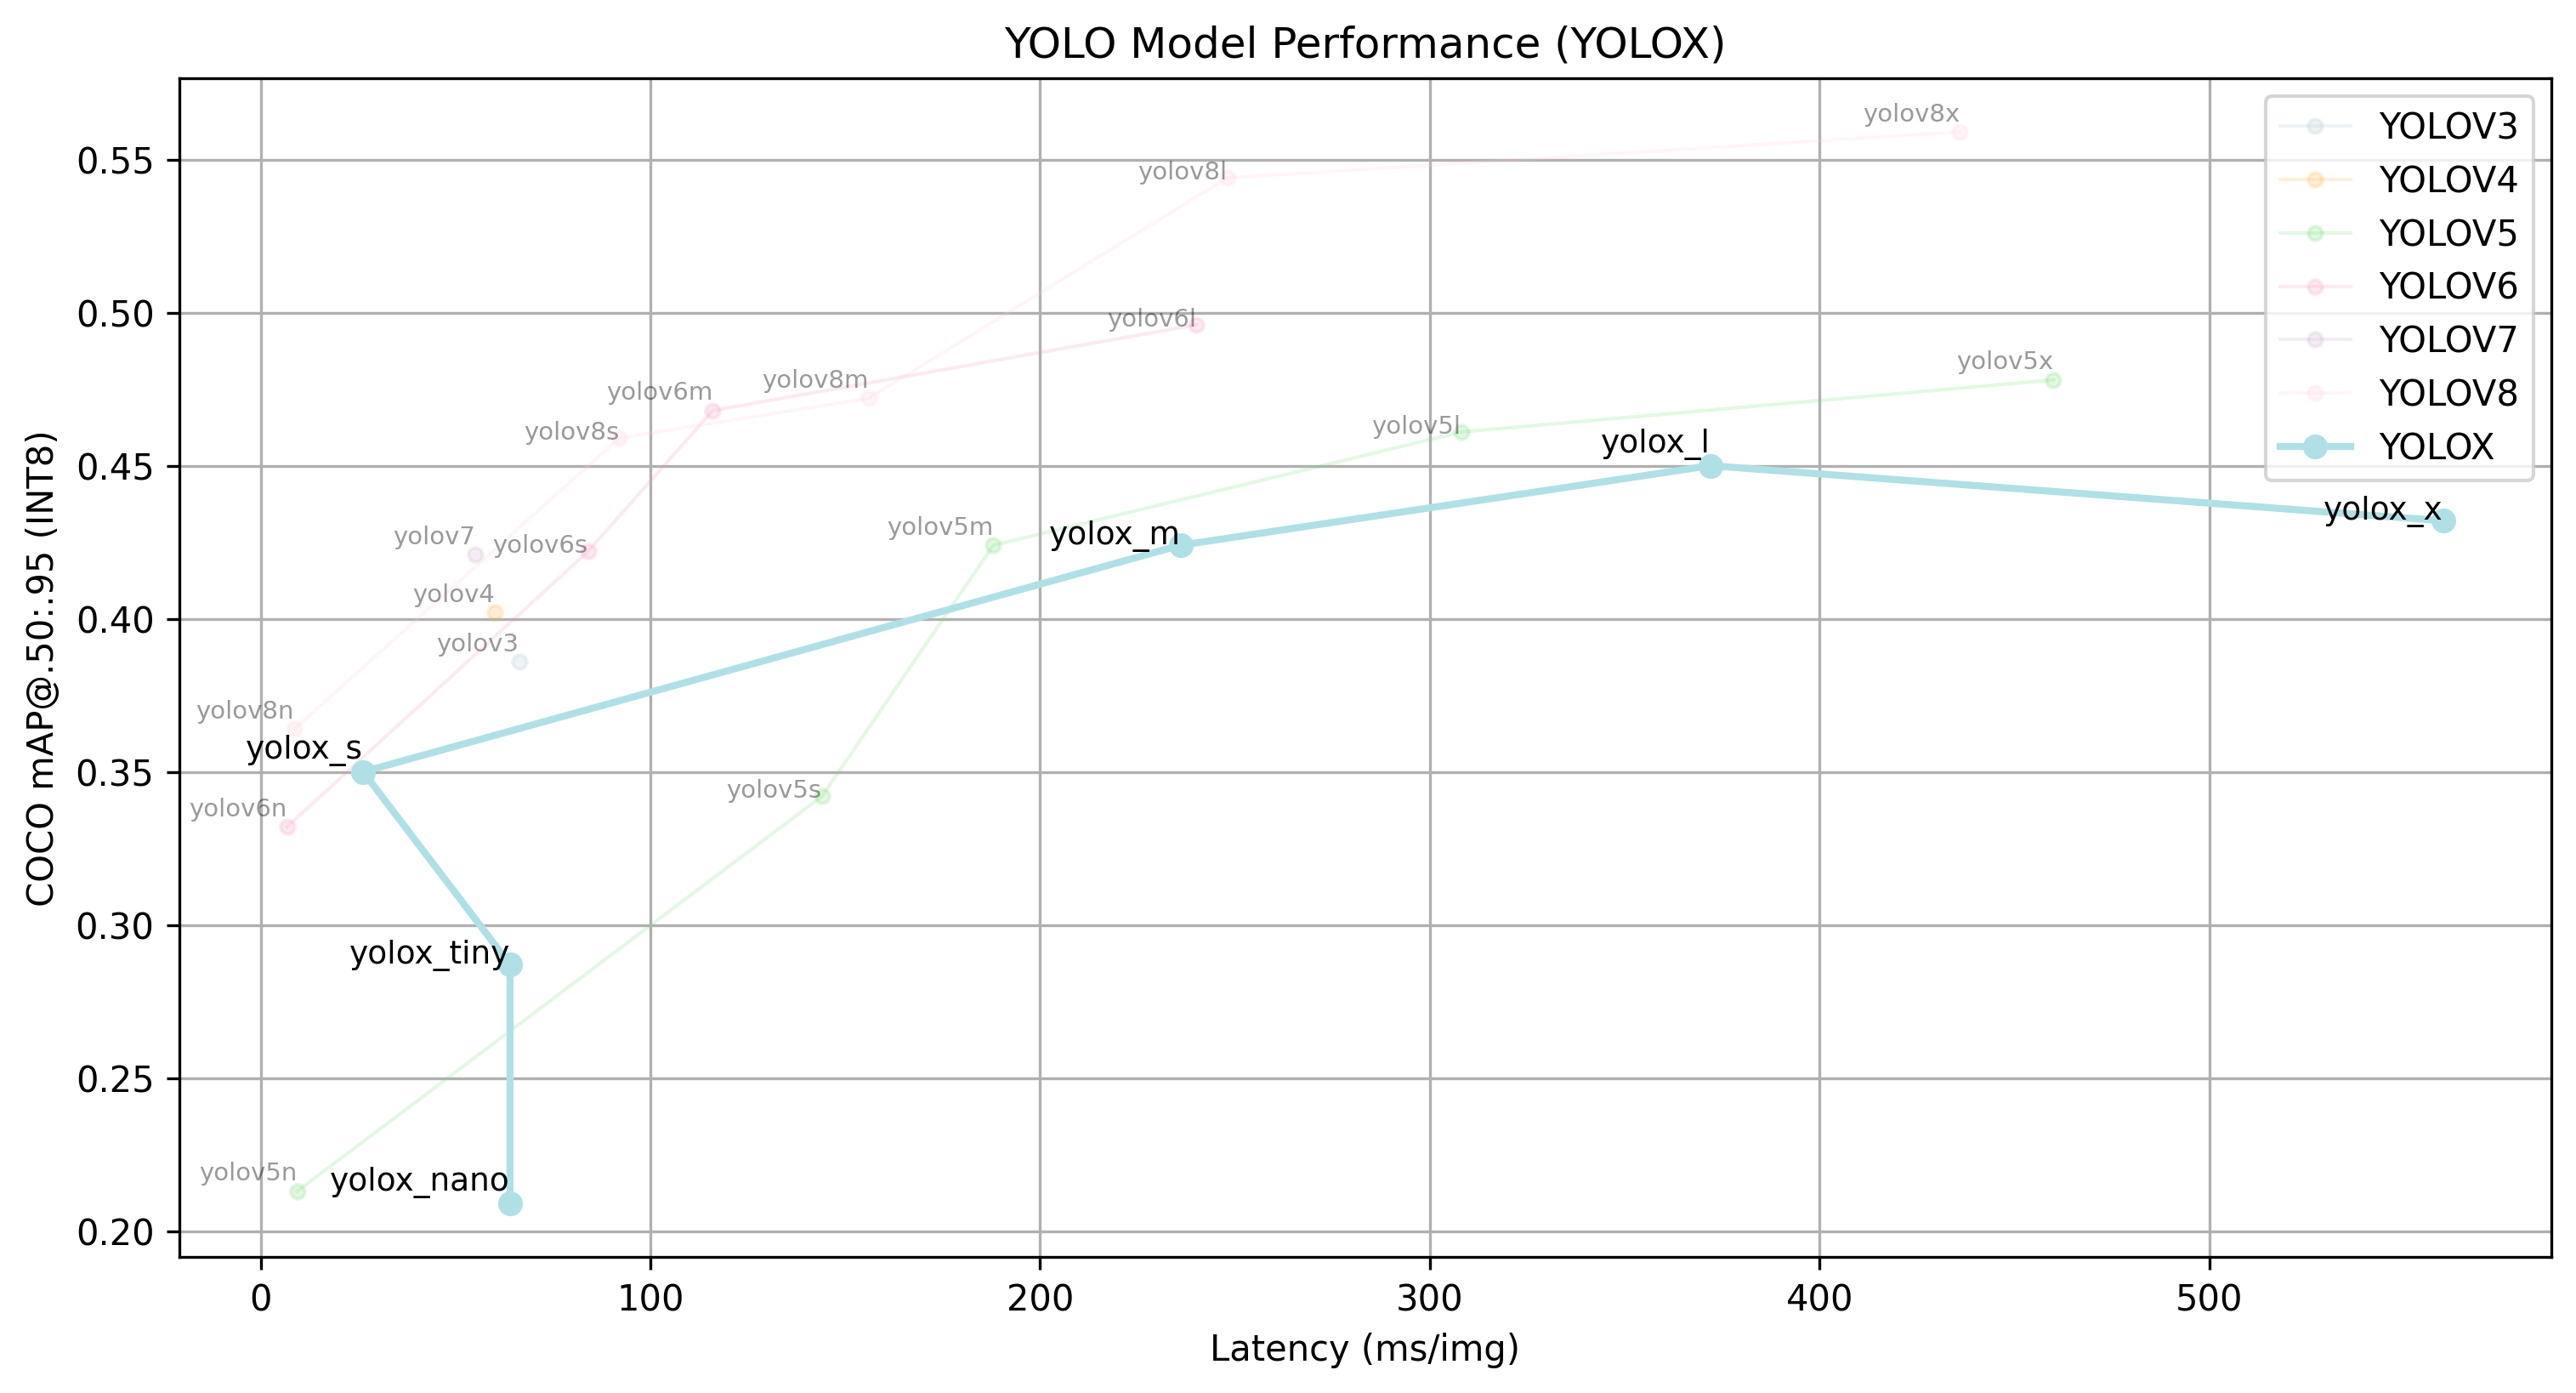 YOLO Model Performance (YOLOX)
COCO mAP@.50:.95 (INT8)
0.55
0.50
0.45
0.40
0.35
0.30
0.25
0.20
yolov8x
yolov8l
yolov6l
yolov5x
yolov8m
yolov6m
yolov8s
yolov5l
yolox_l
yolox_x
yolov7
yolov6s
yolov5m
yolox_m
yolov4
yolov3
yolov8n
yolox_s
yolov6n
yolov5s
yolox_tiny
yolov5n
yolox_nano
YOLOV3
YOLOV4
YOLOV5
YOLOV6
YOLOV7
YOLOV8
YOLOX
0 100 200 300 400 500
Latency (ms/img)